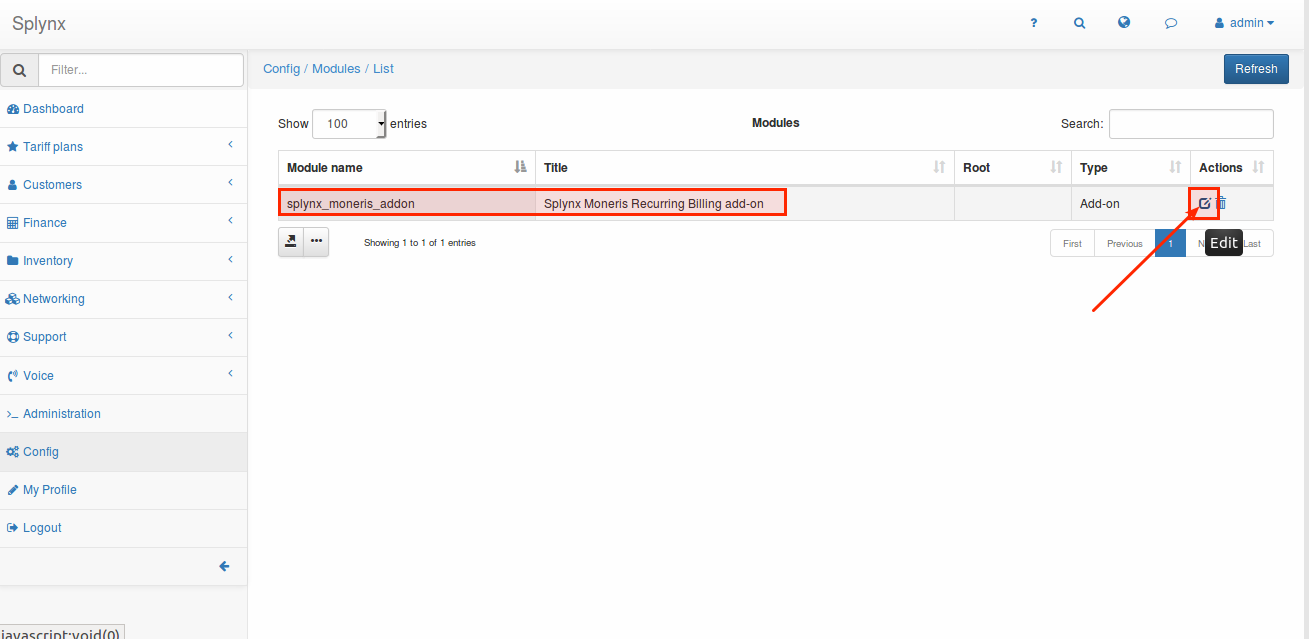 Splynx
? admin
Filter...
Config / Modules / List
Refresh
Dashboard
Tariff plans
Customers
Finance
Inventory
Networking
Support
Voice
Administration
Config
My Profile
Logout
Show 100 entries
Modules
Search:
Module name Title Root Type Actions
splynx_moneris_addon Splynx Moneris Recurring Billing add-on Add-on
Showing 1 to 1 of 1 entries
First Previous 1 N Last
Edit
javascript:void(0)